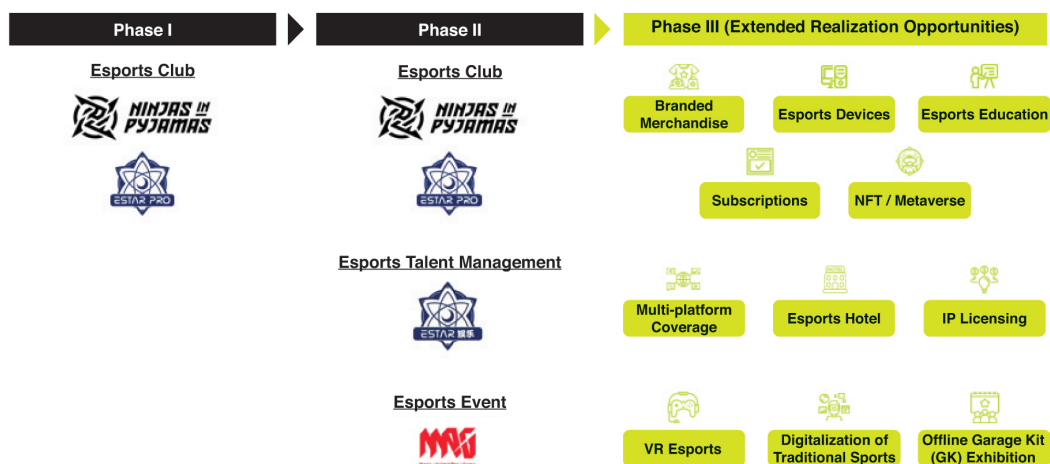 Phase I
Phase II
Phase III (Extended Realization Opportunities)
Esports Club
NINJAS IN
PYJAMAS
ESTAR PRO
Esports Club
NINJAS IN
PYJAMAS
ESTAR PRO
Branded
Merchandise
Esports Devices
Esports Education
Subscriptions
NFT / Metaverse
Esports Talent Management
ESTAR 娱乐
Multi-platform
Coverage
Esports Hotel
IP Licensing
Esports Event
VR Esports
Digitalization of
Traditional Sports
Offline Garage Kit
(GK) Exhibition